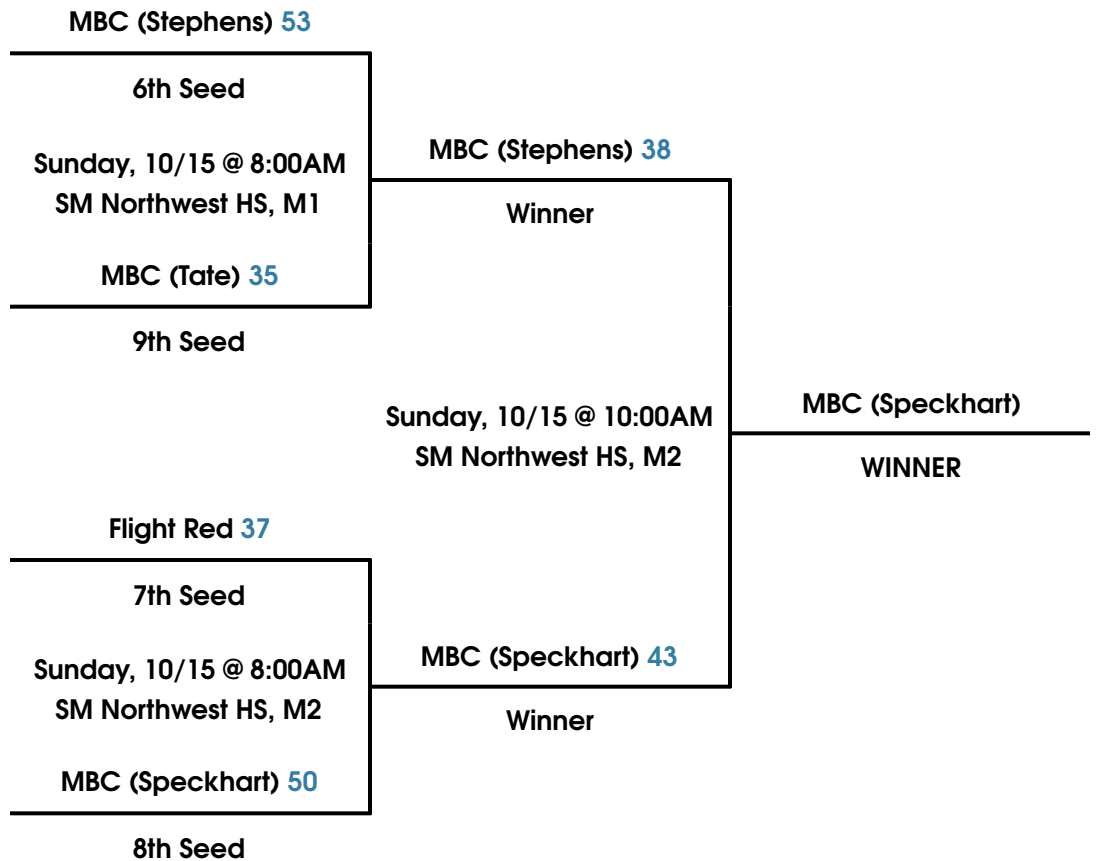 MBC (Stephens) 53
6th Seed
Sunday, 10/15 @ 8:00AM
SM Northwest HS, M1
MBC (Tate) 35
9th Seed
MBC (Stephens) 38
Winner
Sunday, 10/15 @ 10:00AM
SM Northwest HS, M2
MBC (Speckhart)
WINNER
Flight Red 37
7th Seed
Sunday, 10/15 @ 8:00AM
SM Northwest HS, M2
MBC (Speckhart) 50
8th Seed
MBC (Speckhart) 43
Winner